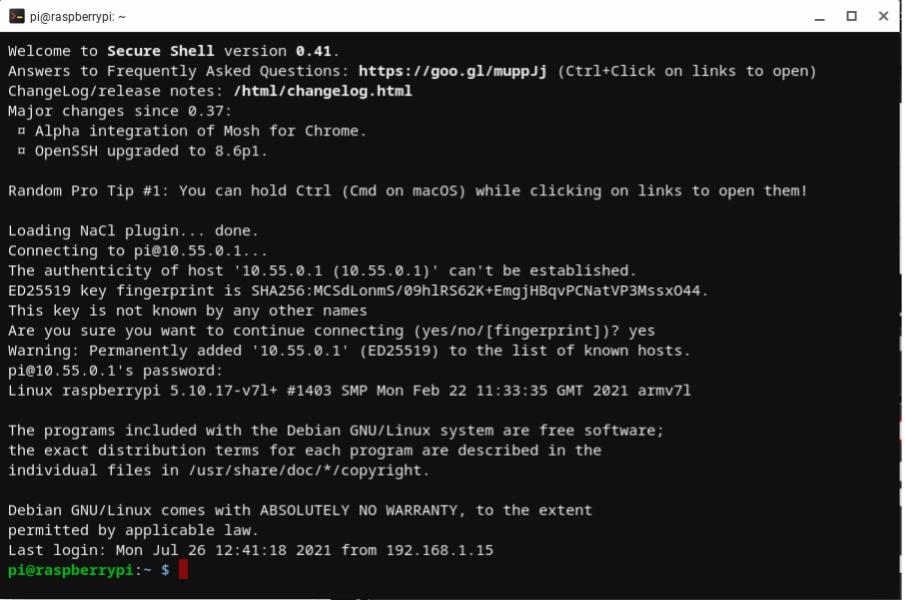 pi@raspberrypi: ~
Welcome to Secure Shell version 0.41.
Answers to Frequently Asked Questions: https://goo.gl/muppJj (Ctrl+Click on links to open)
ChangeLog/release notes: /html/changelog.html
Major changes since 0.37:
¤ Alpha integration of Mosh for Chrome.
¤ OpenSSH upgraded to 8.6p1.
Random Pro Tip #1: You can hold Ctrl (Cmd on macOS) while clicking on links to open them!
Loading NaCl plugin... done.
Connecting to pi@10.55.0.1...
The authenticity of host '10.55.0.1 (10.55.0.1)' can't be established.
ED25519 key fingerprint is SHA256:MCSdLonmS/09hlRS62K+EmgjHBqvPCNatVP3MssxO44.
This key is not known by any other names
Are you sure you want to continue connecting (yes/no/[fingerprint])? yes
Warning: Permanently added '10.55.0.1' (ED25519) to the list of known hosts.
pi@10.55.0.1's password:
Linux raspberrypi 5.10.17-v7l+ #1403 SMP Mon Feb 22 11:33:35 GMT 2021 armv7l
The programs included with the Debian GNU/Linux system are free software;
the exact distribution terms for each program are described in the
individual files in /usr/share/doc/*/copyright.
Debian GNU/Linux comes with ABSOLUTELY NO WARRANTY, to the extent
permitted by applicable law.
Last login: Mon Jul 26 12:41:18 2021 from 192.168.1.15
pi@raspberrypi:~ $